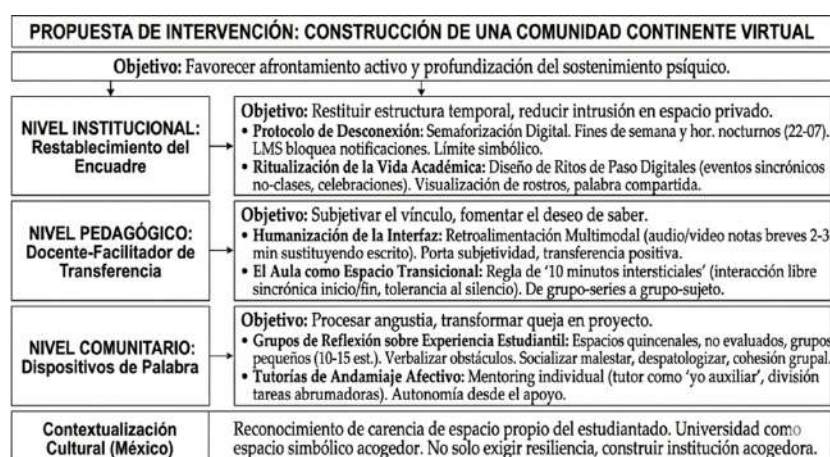 PROPUESTA DE INTERVENCIÓN: CONSTRUCCIÓN DE UNA COMUNIDAD CONTINENTE VIRTUAL
Objetivo: Favorecer afrontamiento activo y profundización del sostenimiento psíquico.
NIVEL INSTITUCIONAL:
Restablecimiento del
Encuadre
Objetivo: Restituir estructura temporal, reducir intrusión en espacio privado.
• Protocolo de Desconexión: Semaforización Digital. Fines de semana y hor. nocturnos (22-07).
LMS bloquea notificaciones. Límite simbólico.
• Ritualización de la Vida Académica: Diseño de Ritos de Paso Digitales (eventos sincrónicos
no-clases, celebraciones). Visualización de rostros, palabra compartida.
NIVEL PEDAGÓGICO:
Docente-Facilitador de
Transferencia
Objetivo: Subjetivar el vínculo, fomentar el deseo de saber.
• Humanización de la Interfaz: Retroalimentación Multimodal (audio/video notas breves 2-3
min sustituyendo escrito). Porta subjetividad, transferencia positiva.
• El Aula como Espacio Transicional: Regla de '10 minutos intersticiales' (interacción libre
sincrónica inicio/fin, tolerancia al silencio). De grupo-series a grupo-sujeto.
NIVEL COMUNITARIO:
Dispositivos de Palabra
Objetivo: Procesar angustia, transformar queja en proyecto.
• Grupos de Reflexión sobre Experiencia Estudiantil: Espacios quincenales, no evaluados, grupos
pequeños (10-15 est.). Verbalizar obstáculos. Socializar malestar, despatologizar, cohesión grupal.
• Tutorías de Andamiaje Afectivo: Mentoring individual (tutor como 'yo auxiliar', división
tareas abrumadoras). Autonomía desde el apoyo.
Contextualización
Cultural (México)
Reconocimiento de carencia de espacio propio del estudiantado. Universidad como
espacio simbólico acogedor. No solo exigir resiliencia, construir institución acogedora.